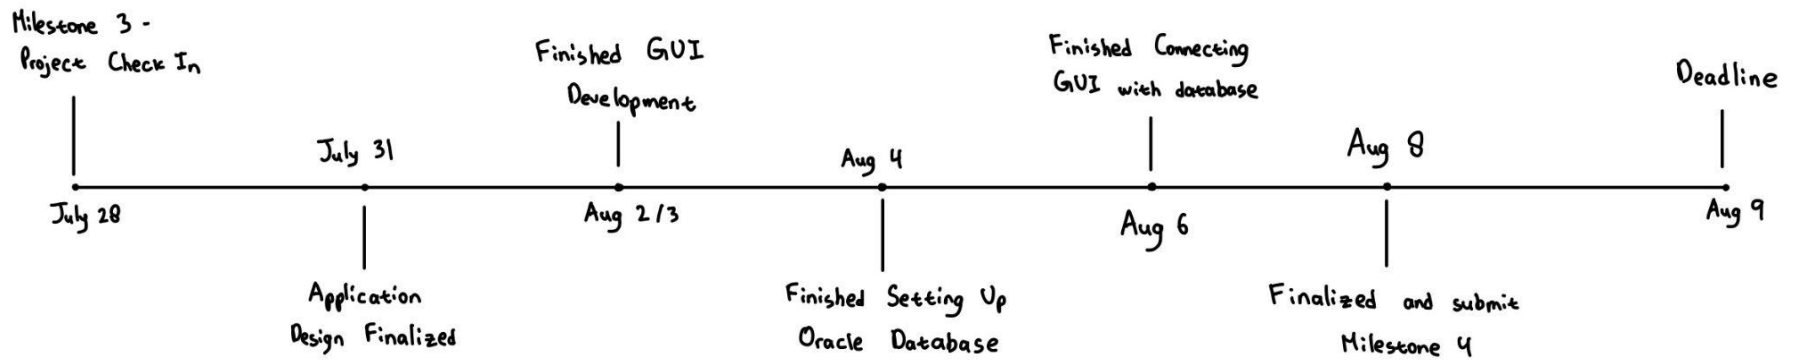 Milestone 3 -
Project Check In
July 28
July 31
Application
Design Finalized
Finished GUI
Development
Aug 2/3
Aug 4
Finished Setting Up
Oracle Database
Finished Connecting
GUI with database
Aug 6
Aug 8
Finalized and submit
Milestone 4
Deadline
Aug 9